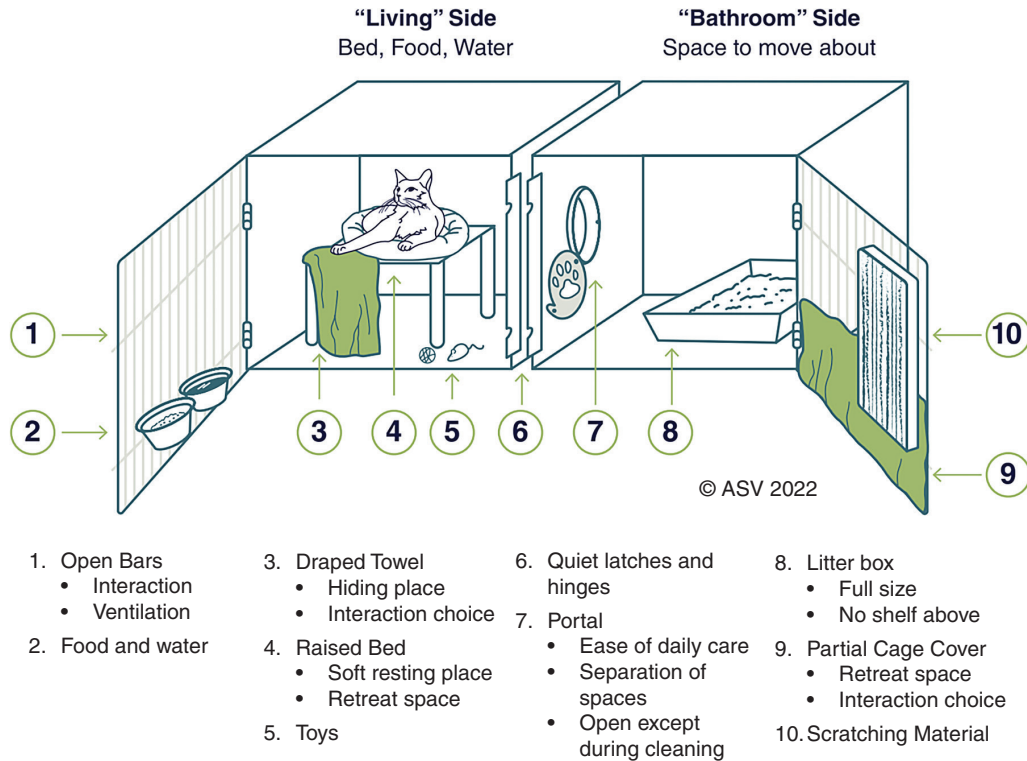 “Living” Side
Bed, Food, Water
“Bathroom” Side
Space to move about
1
2
3
4
5
6
7
8
9
10
© ASV 2022
1. Open Bars
• Interaction
• Ventilation
2. Food and water
3. Draped Towel
• Hiding place
• Interaction choice
4. Raised Bed
• Soft resting place
• Retreat space
5. Toys
6. Quiet latches and
hinges
7. Portal
• Ease of daily care
• Separation of
spaces
• Open except
during cleaning
8. Litter box
• Full size
• No shelf above
9. Partial Cage Cover
• Retreat space
• Interaction choice
10. Scratching Material